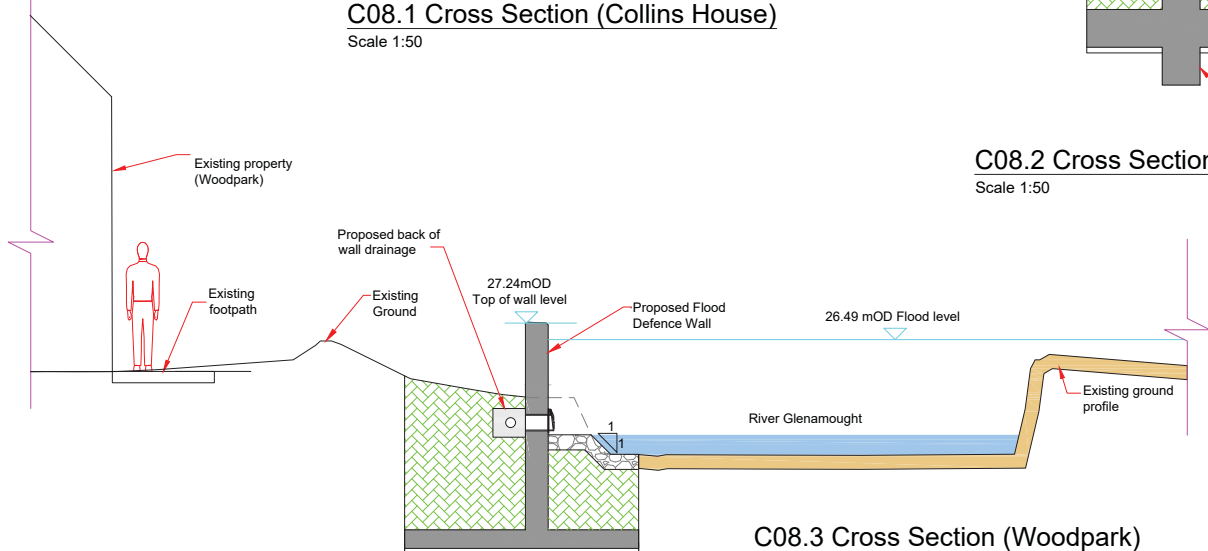 C08.1 Cross Section (Collins House)
Scale 1:50
C08.2 Cross Section
Scale 1:50
Existing property
(Woodpark)
Proposed back of
wall drainage
Existing
footpath
Existing
Ground
27.24mOD
Top of wall level
Proposed Flood
Defence Wall
26.49 mOD Flood level
Existing ground
profile
River Glenamought
1
1
C08.3 Cross Section (Woodpark)